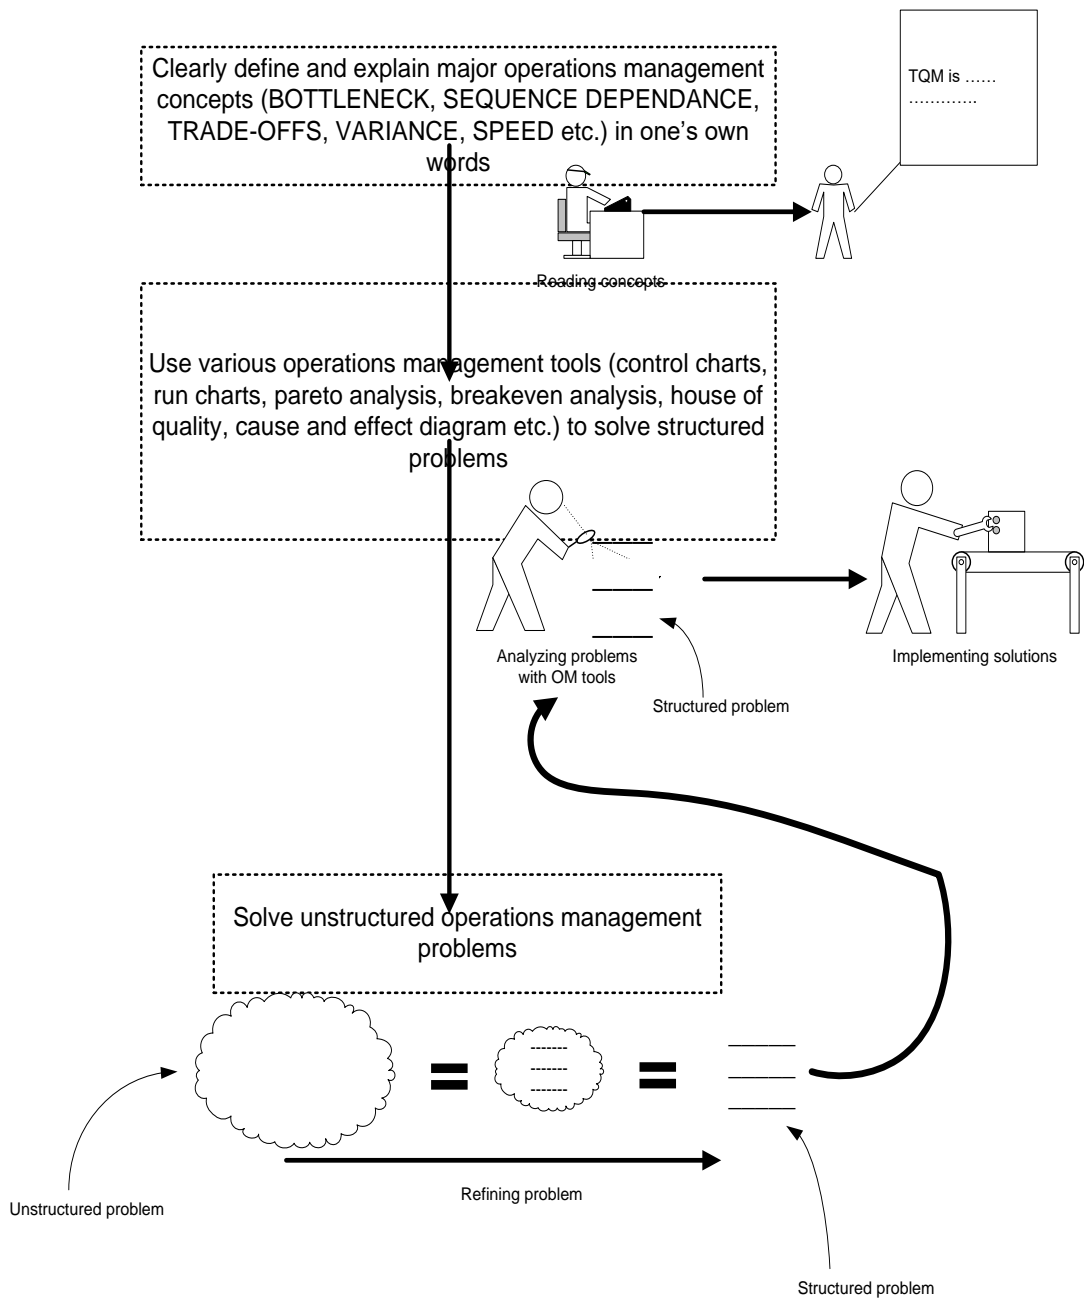 Clearly define and explain major operations management
concepts (BOTTLENECK, SEQUENCE DEPENDANCE,
TRADE-OFFS, VARIANCE, SPEED etc.) in one's own
words
TQM is ……
………….
Reading concepts
Use various operations management tools (control charts,
run charts, pareto analysis, breakeven analysis, house of
quality, cause and effect diagram etc.) to solve structured
problems
Analyzing problems
with OM tools
Structured problem
Implementing solutions
Solve unstructured operations management
problems
Unstructured problem
Refining problem
Structured problem